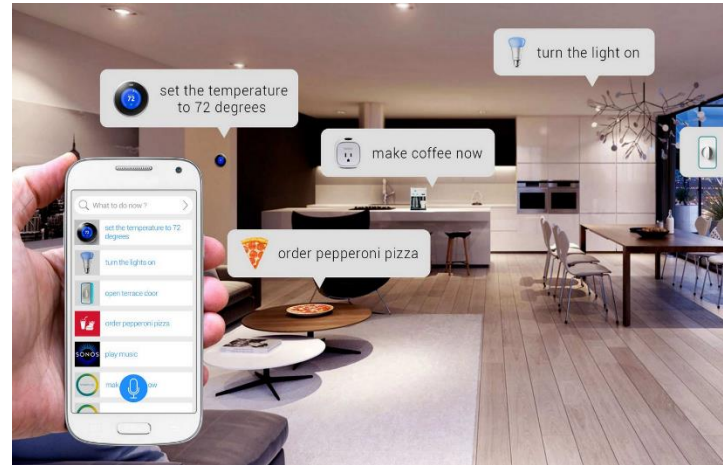 turn the light on
set the temperature
to 72 degrees
72
make coffee now
order pepperoni pizza
What to do now ?
set the temperature to 72
degrees
turn the lights on
open terrace door
order pepperoni pizza
SONOS
play music